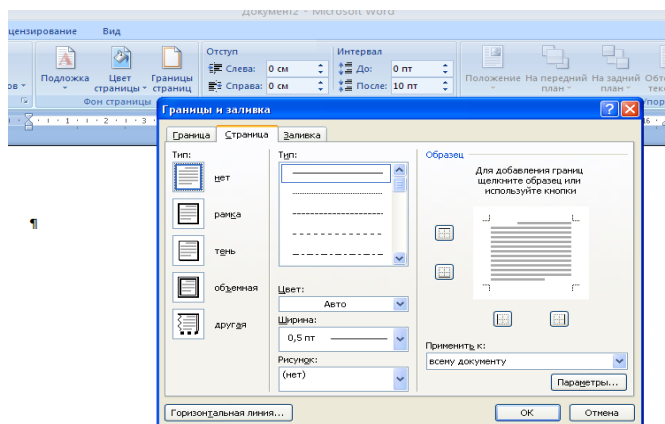 Документ2 - Microsoft Word
цензирование Вид
Отступ Интервал
Подложка Цвет страницы Границы страниц
Слева: 0 см До: 0 пт
Справа: 0 см После: 10 пт
Положение На передний план На задний план
Фон страницы
Границы и заливка
1 2 3
Граница Страница Заливка
Тип:
нет
рамка
тень
объемная
другая
Тип:
Цвет:
Авто
Ширина:
0,5 пт
Рисунок:
(нет)
Образец
Для добавления границ
щелкните образец или
используйте кнопки
Применить к:
всему документу
Параметры...
Горизонтальная линия...
ОК Отмена
¶